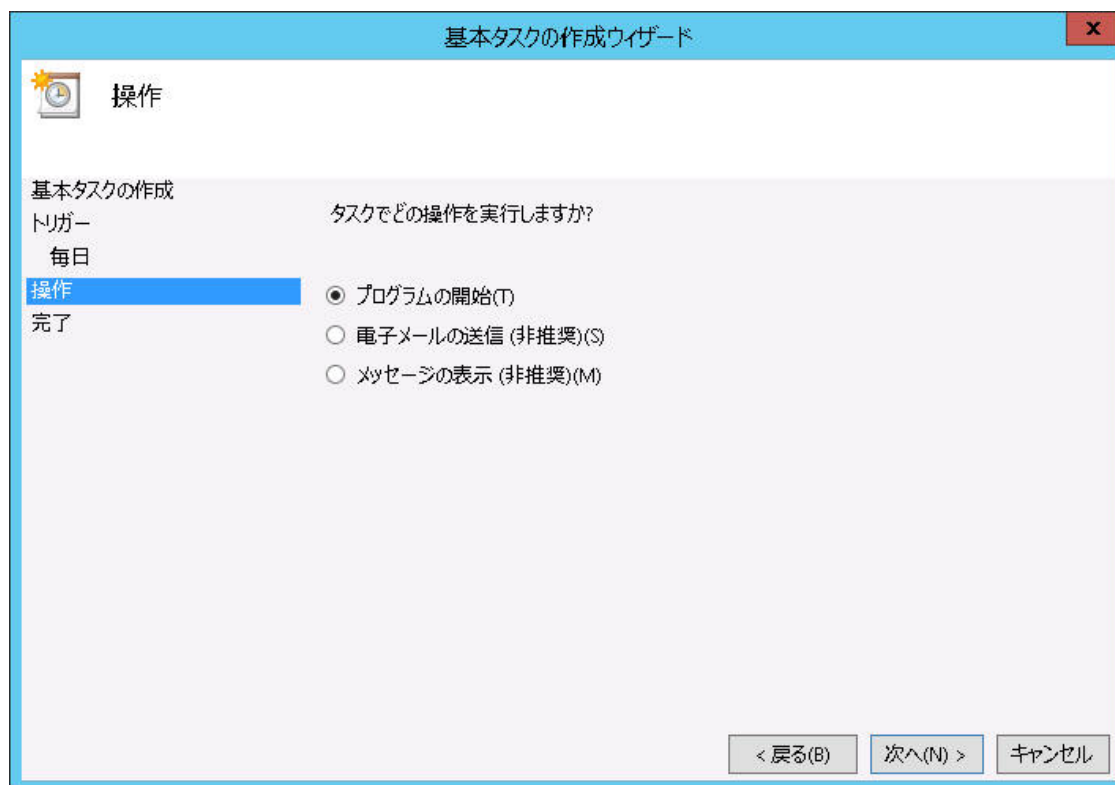 基本タスクの作成ウィザード
x
操作
基本タスクの作成
トリガー
毎日
操作
完了
タスクでどの操作を実行しますか?
プログラムの開始(T)
電子メールの送信 (非推奨)(S)
メッセージの表示 (非推奨)(M)
< 戻る(B)
次へ(N) >
キャンセル